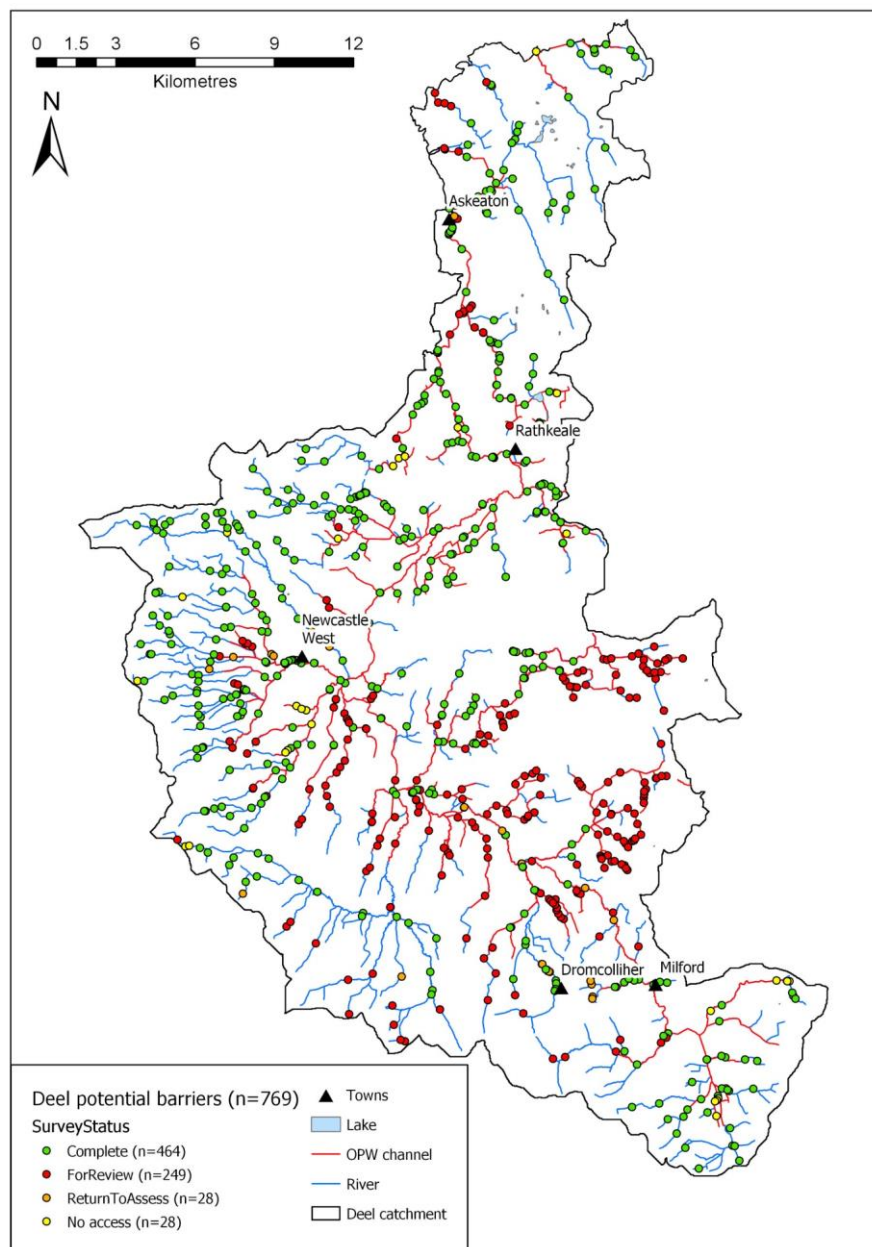 0 1.5 3 6 9 12
Kilometres
N
Askeaton
Rathkeale
Newcastle
West
Dromcolliher
Milford
Deel potential barriers (n=769)
SurveyStatus
Complete (n=464)
ForReview (n=249)
ReturnToAssess (n=28)
No access (n=28)
Towns
Lake
OPW channel
River
Deel catchment